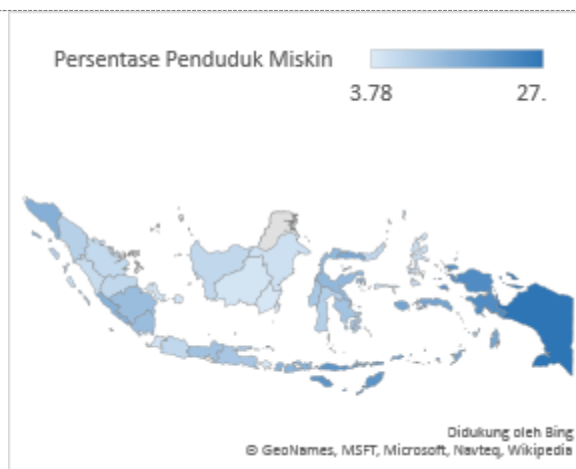 Persentase Penduduk Miskin
3.78 27.
Didukung oleh Bing
© GeoNames, MSFT, Microsoft, Navteq, Wikipedia